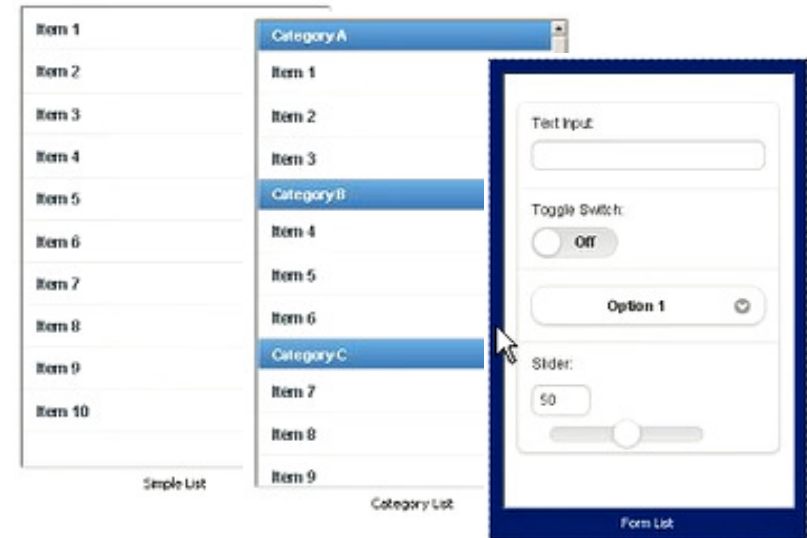 Item 1
Item 2
Item 3
Item 4
Item 5
Item 6
Item 7
Item 8
Item 9
Item 10
Simple List
Category A
Item 1
Item 2
Item 3
Category B
Item 4
Item 5
Item 6
Category C
Item 7
Item 8
Item 9
Category List
Text Input:
Toggle Switch:
Off
Option 1
Slider:
50
Form List